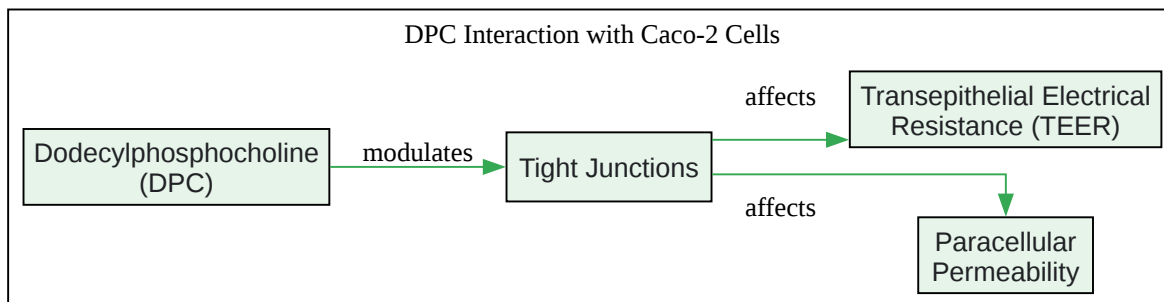 DPC Interaction with Caco-2 Cells
Dodecylphosphocholine
(DPC)
modulates
Tight Junctions
affects
Transepithelial Electrical
Resistance (TEER)
affects
Paracellular
Permeability